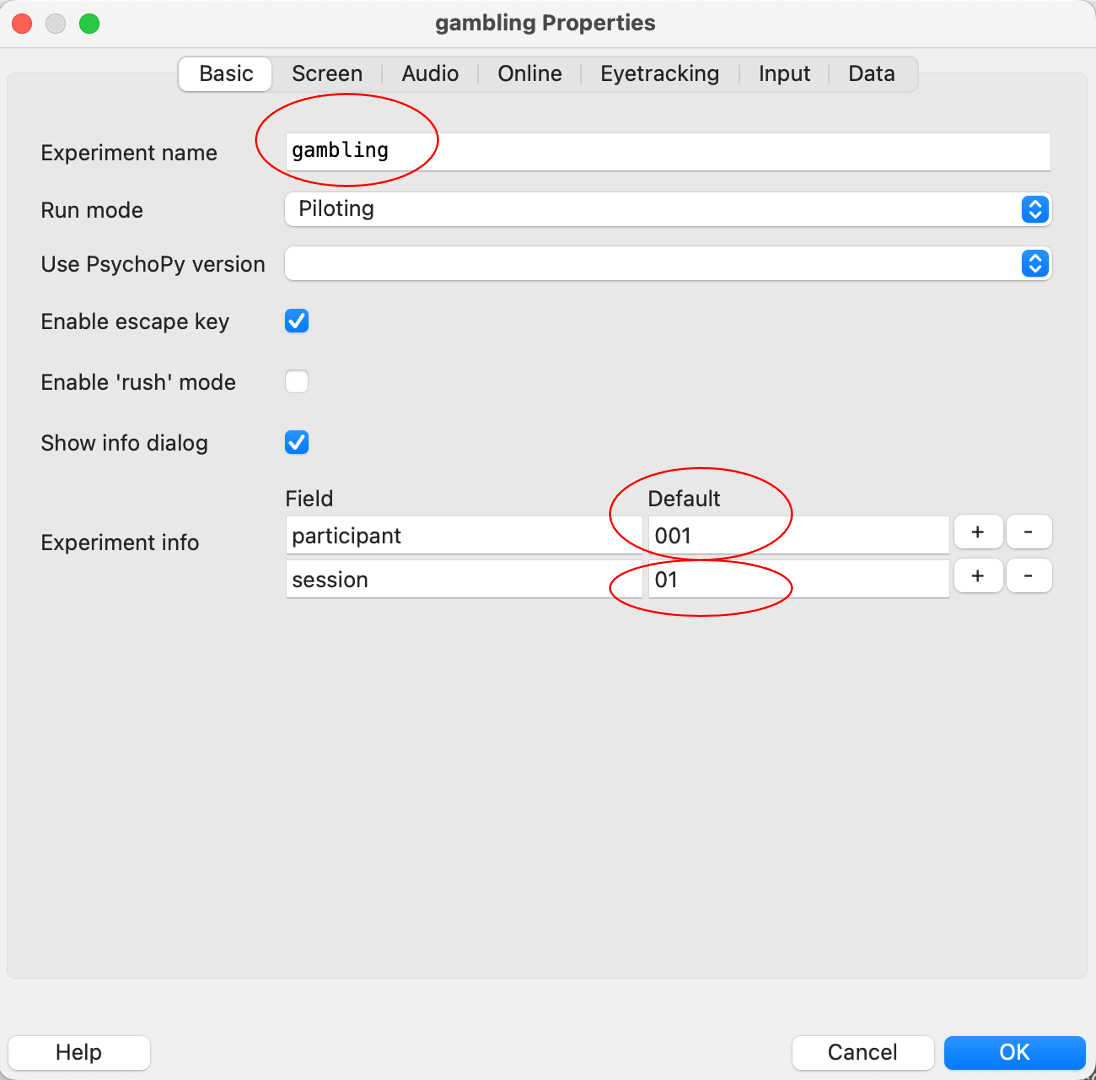 gambling Properties
Basic Screen Audio Online Eyetracking Input Data
Experiment name gambling
Run mode Piloting
Use PsychoPy version
Enable escape key
Enable 'rush' mode
Show info dialog
Field Default
Experiment info participant 001 + -
session 01 + -
Help Cancel OK